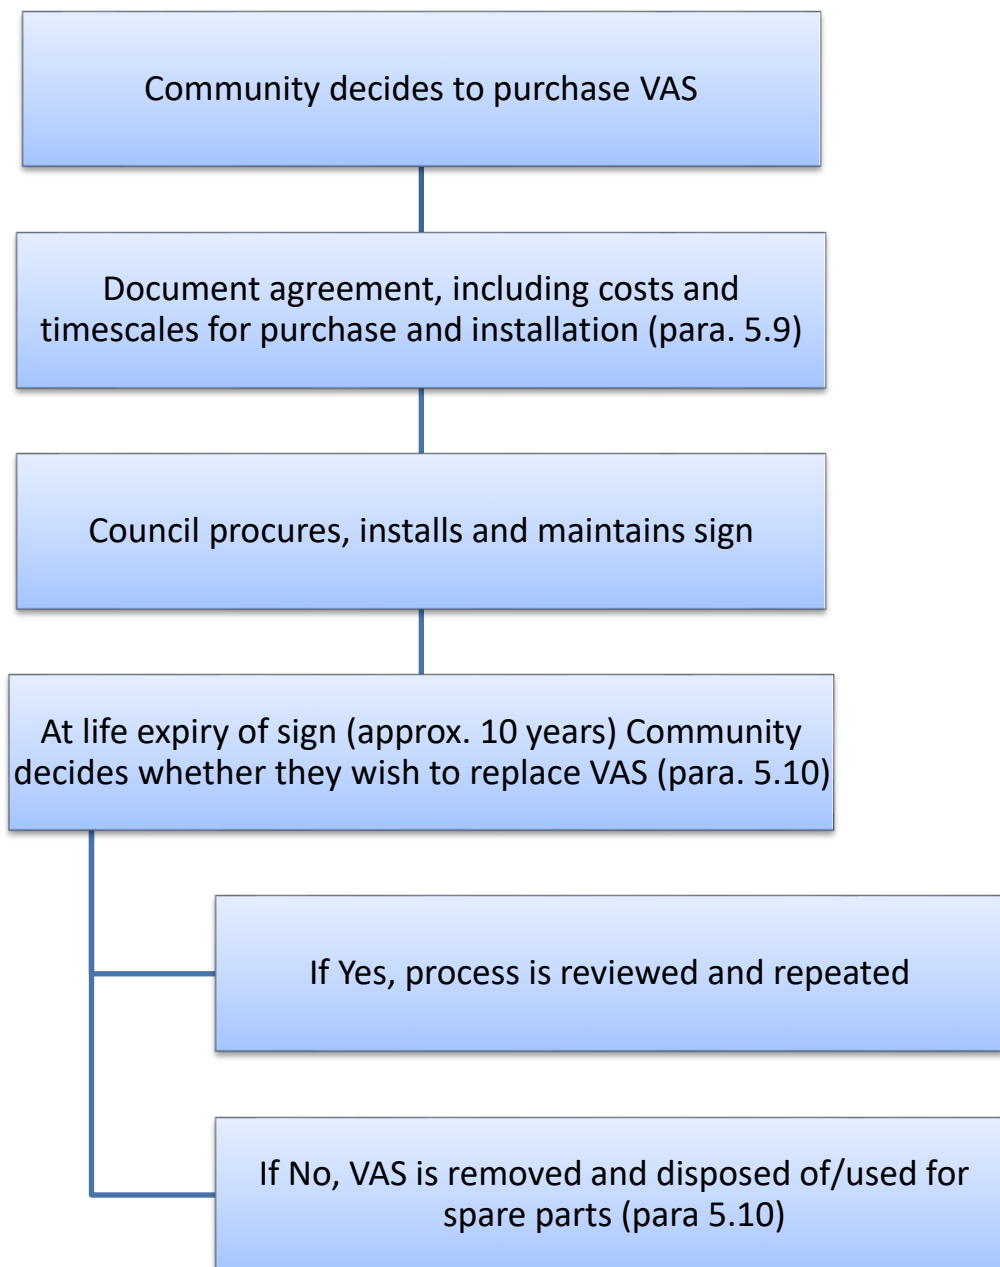 Community decides to purchase VAS
Document agreement, including costs and
timescales for purchase and installation (para. 5.9)
Council procures, installs and maintains sign
At life expiry of sign (approx. 10 years) Community
decides whether they wish to replace VAS (para. 5.10)
If Yes, process is reviewed and repeated
If No, VAS is removed and disposed of/used for
spare parts (para 5.10)